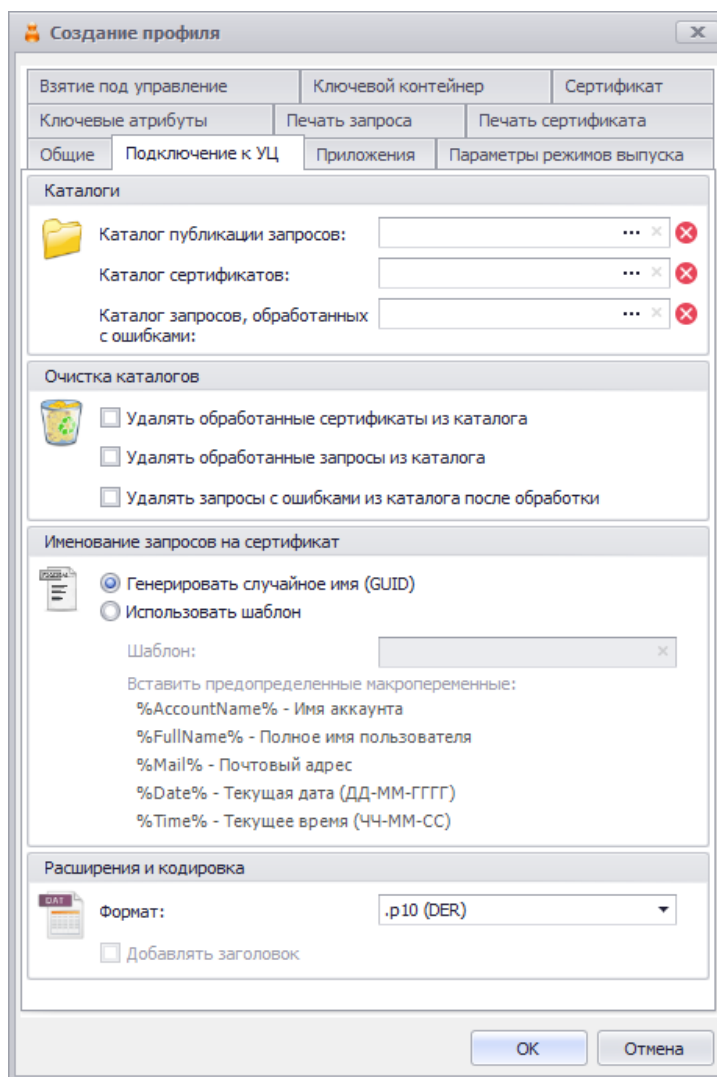 Создание профиля
Взятие под управление Ключевой контейнер Сертификат
Ключевые атрибуты Печать запроса Печать сертификата
Общие Подключение к УЦ Приложения Параметры режимов выпуска
Каталоги
Каталог публикации запросов:
Каталог сертификатов:
Каталог запросов, обработанных
с ошибками:
Очистка каталогов
Удалять обработанные сертификаты из каталога
Удалять обработанные запросы из каталога
Удалять запросы с ошибками из каталога после обработки
Именование запросов на сертификат
Генерировать случайное имя (GUID)
Использовать шаблон
Шаблон:
Вставить предопределенные макропеременные:
%AccountName% - Имя аккаунта
%FullName% - Полное имя пользователя
%Mail% - Почтовый адрес
%Date% - Текущая дата (ДД-ММ-ГГГГ)
%Time% - Текущее время (ЧЧ-ММ-СС)
Расширения и кодировка
DAT
Формат: .p10 (DER)
Добавлять заголовок
OK Отмена